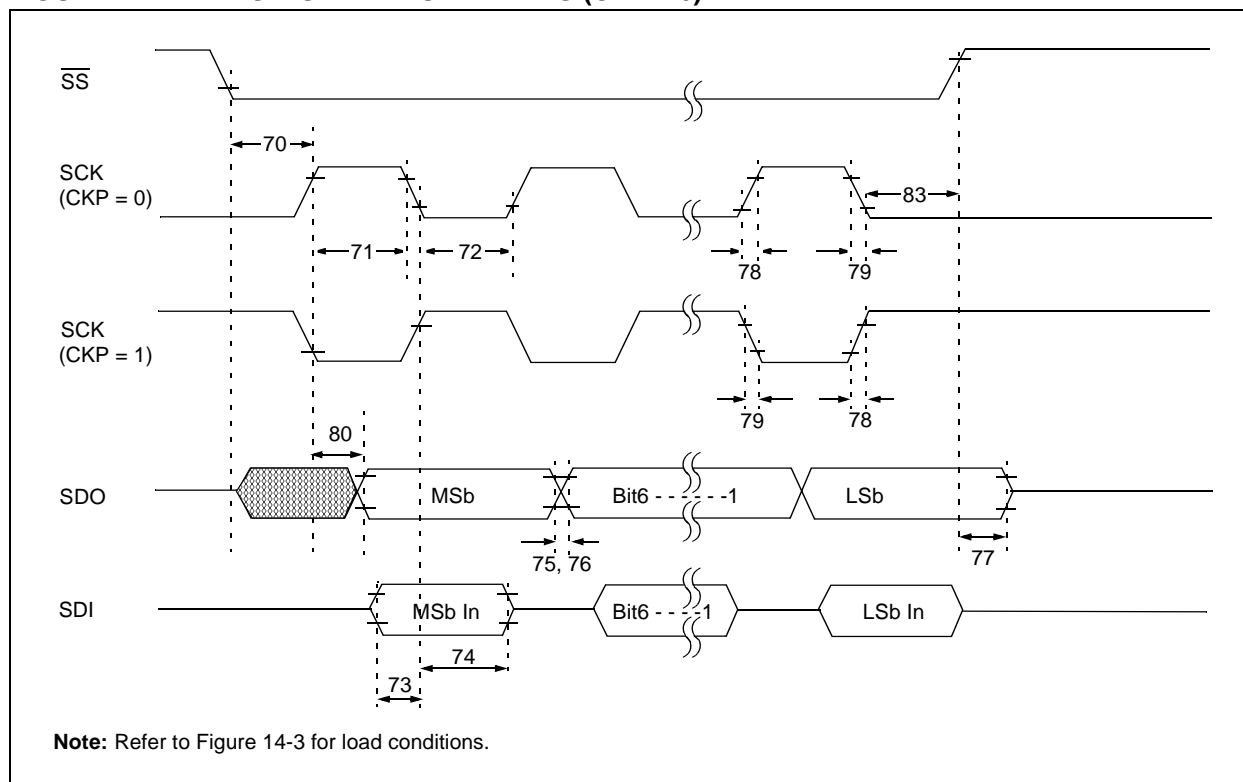 SS
70
SCK
(CKP = 0)
83
71
72
78
79
SCK
(CKP = 1)
79
78
80
SDO
MSb
Bit6 - - - - - -1
LSb
75, 76
77
SDI
MSb In
Bit6 - - - -1
LSb In
74
73
Note: Refer to Figure 14-3 for load conditions.